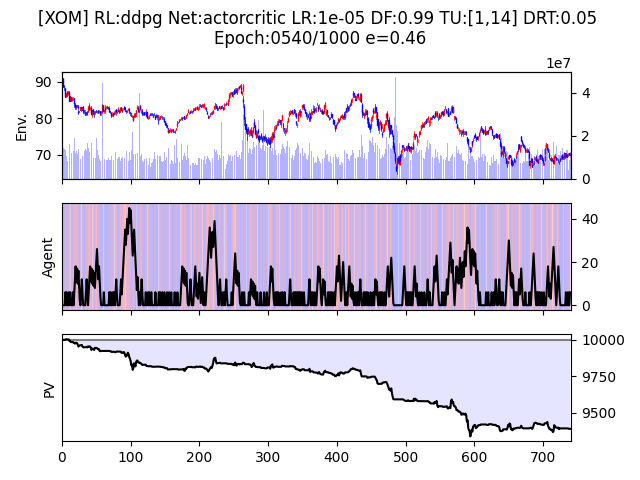 [XOM] RL:ddpg Net:actorcritic LR:1e-05 DF:0.99 TU:[1,14] DRT:0.05
Epoch:0540/1000 e=0.46
1e7
90
80
70
Env.
4
2
0
Agent
40
20
0
PV
10000
9750
9500
0 100 200 300 400 500 600 700